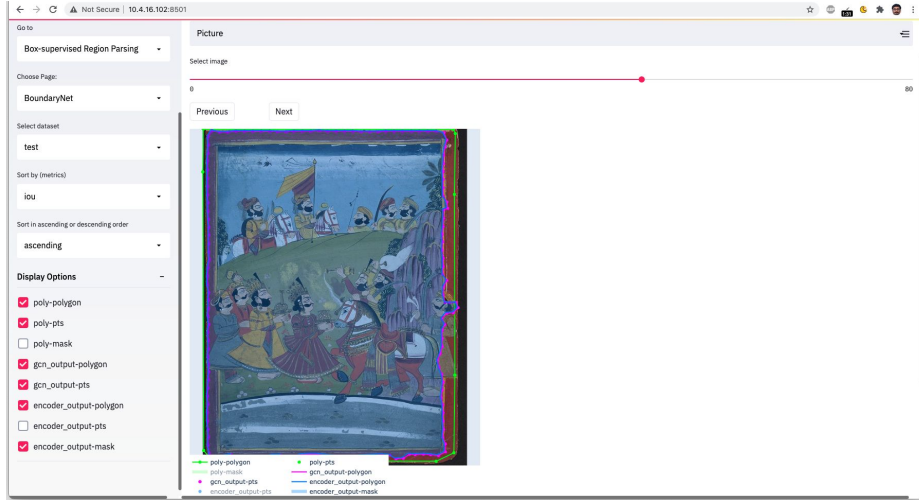 Not Secure | 10.4.16.102:8501
Go to
Box-supervised Region Parsing
Choose Page:
BoundaryNet
Select dataset
test
Sort by (metrics)
iou
Sort in ascending or descending order
ascending
Display Options
poly-polygon
poly-pts
poly-mask
gcn_output-polygon
gcn_output-pts
encoder_output-polygon
encoder_output-pts
encoder_output-mask
Picture
Select image
0 80
Previous Next
poly-polygon poly-pts
poly-mask gcn_output-polygon
gcn_output-pts encoder_output-polygon
encoder_output-pts encoder_output-mask